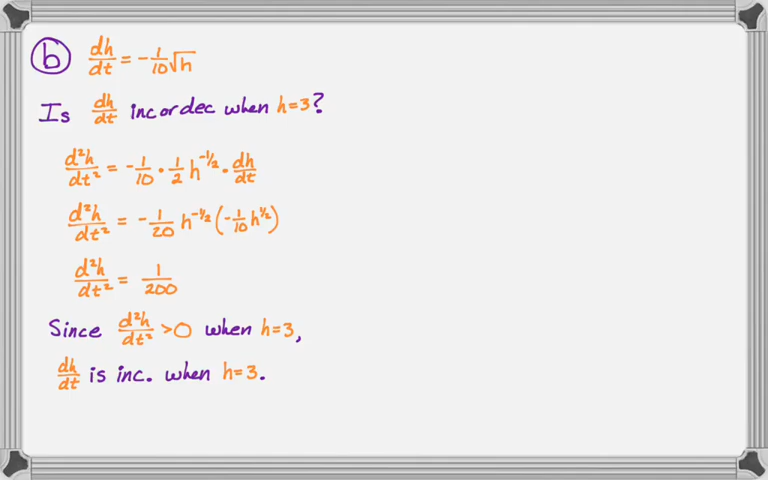 ⓑ dh/dt = -1/10 √h
Is dh/dt inc or dec when h=3?
d²h/dt² = -1/10 · 1/2 h^-1/2 · dh/dt
d²h/dt² = -1/20 h^-1/2 (-1/10 h^1/2)
d²h/dt² = 1/200
Since d²h/dt² >0 when h=3,
dh/dt is inc. when h=3.